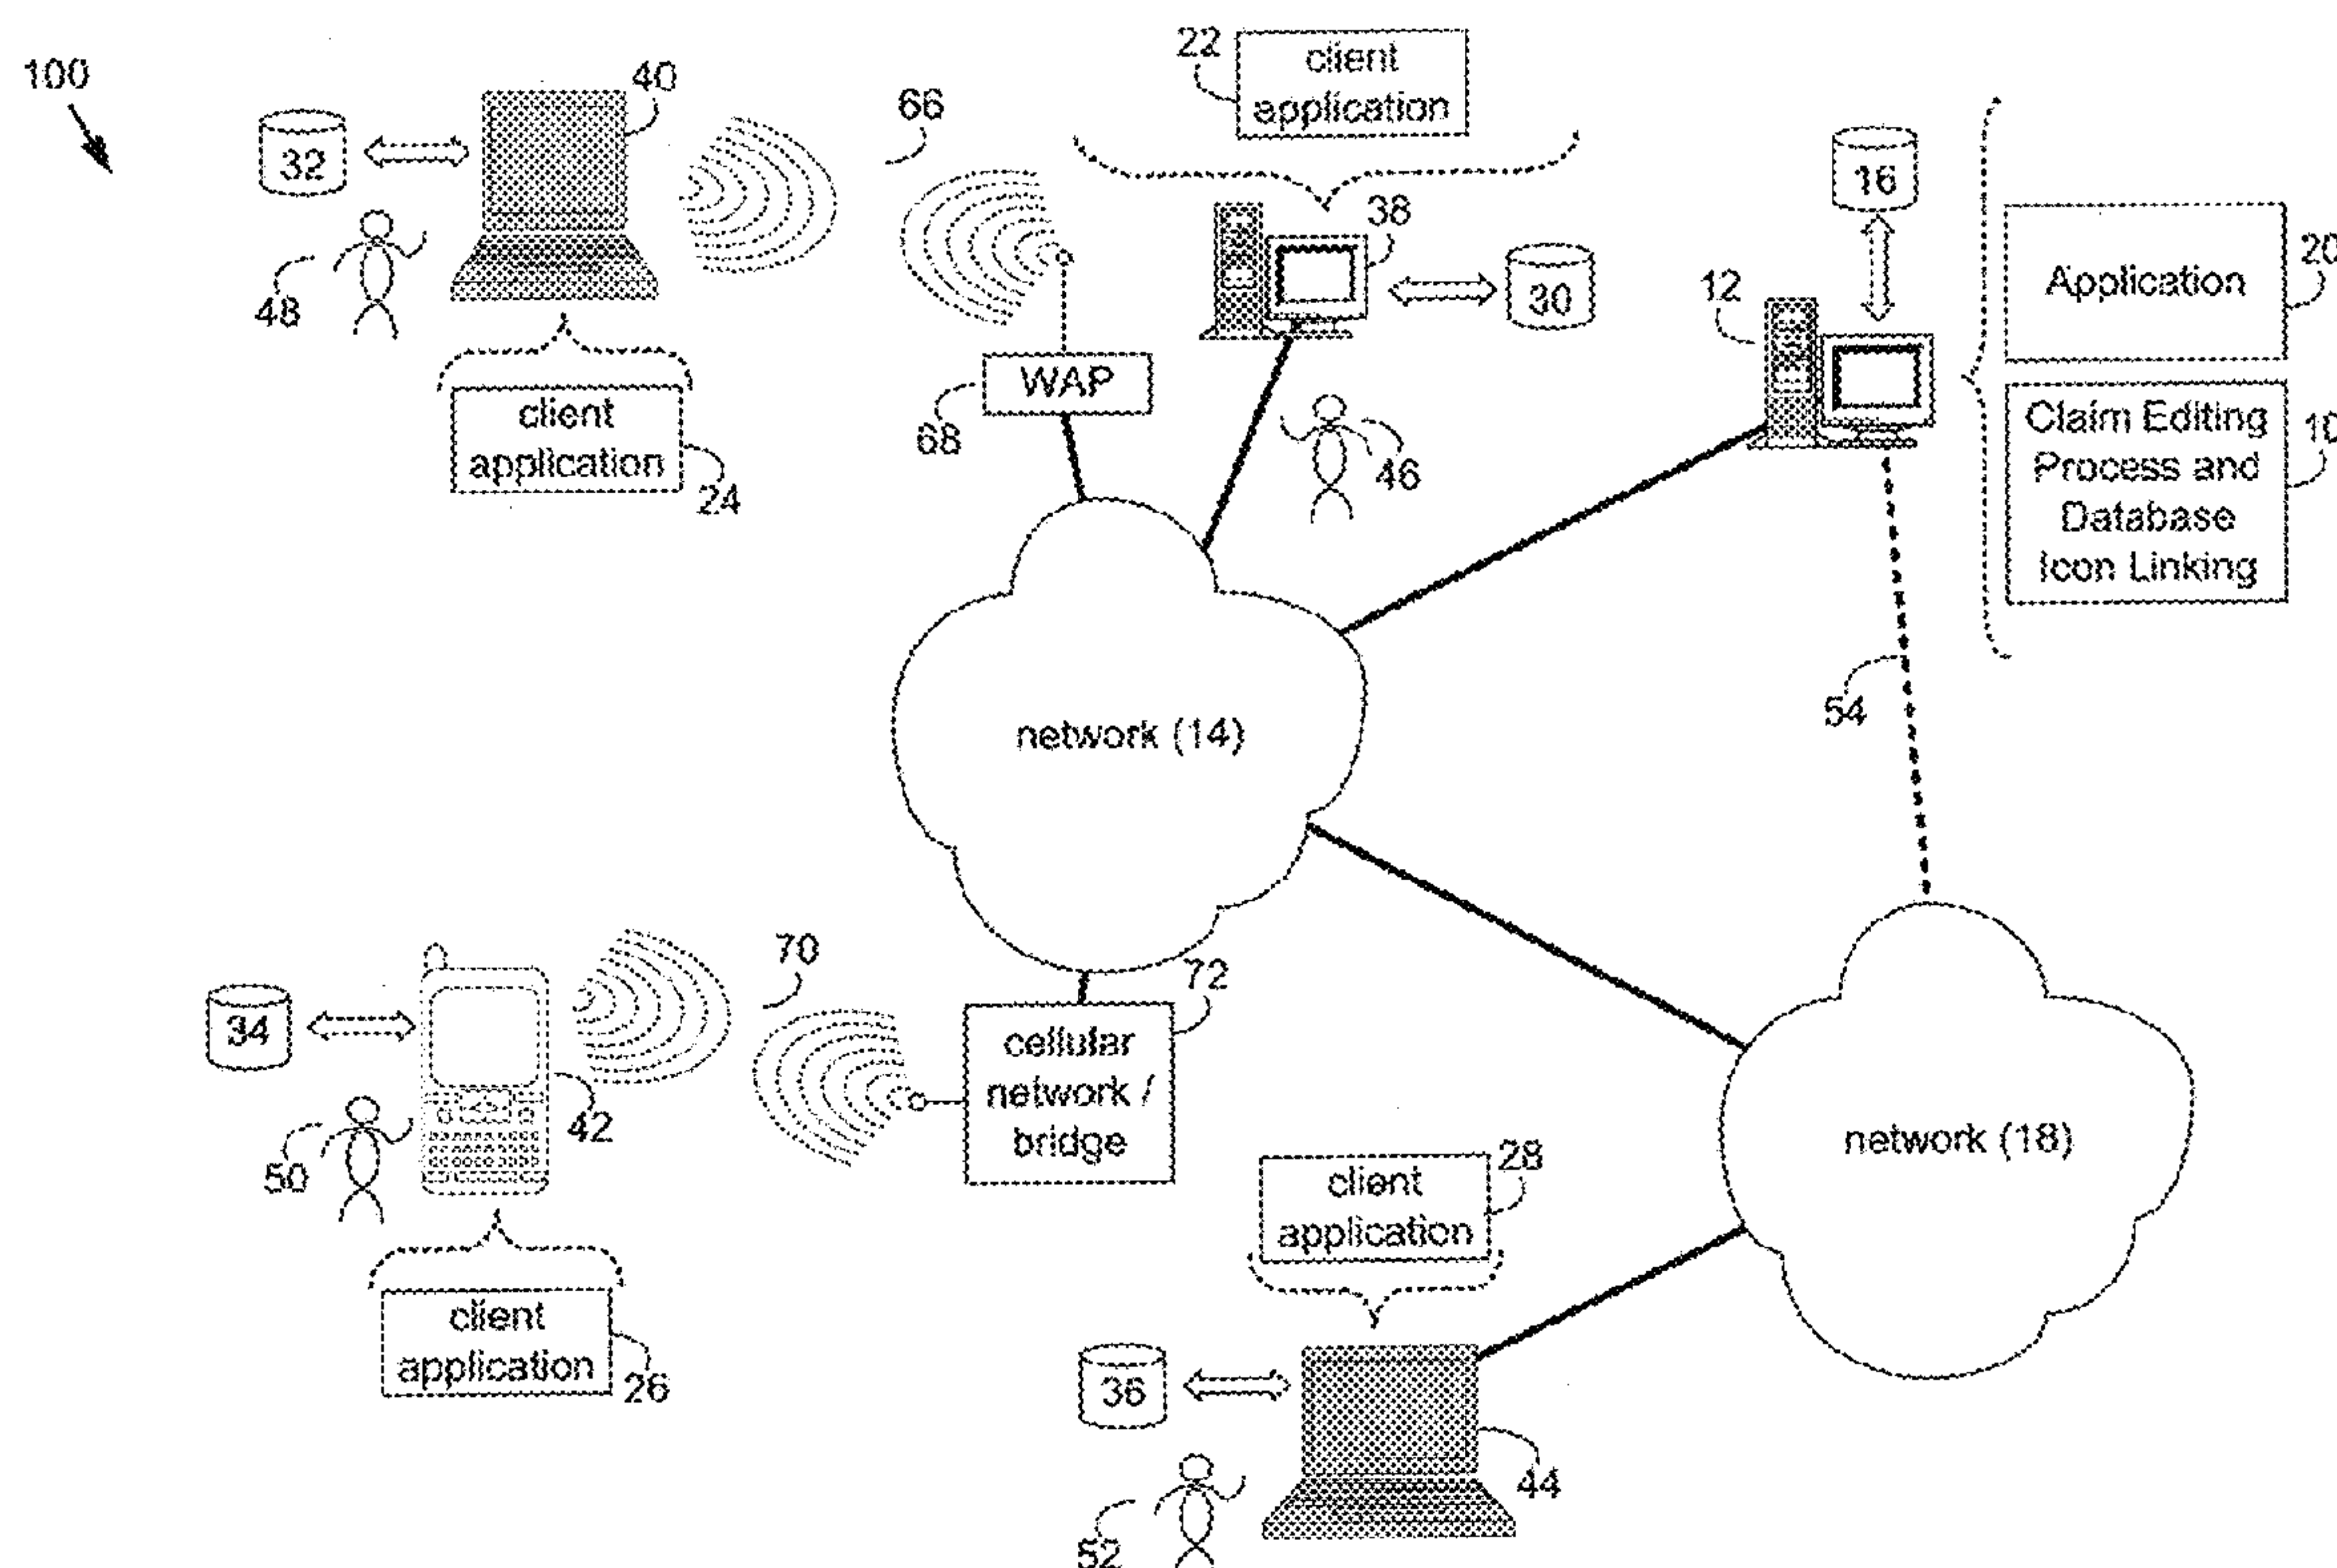 100
32
40
48
client
application
24
66
WAP
68
22
client
application
38
30
46
16
12
Application
20
Claim Editing
Process and
Database
Icon Linking
10
54
network (14)
34
42
50
client
application
26
70
72
cellular
network /
bridge
network (18)
28
client
application
36
44
52